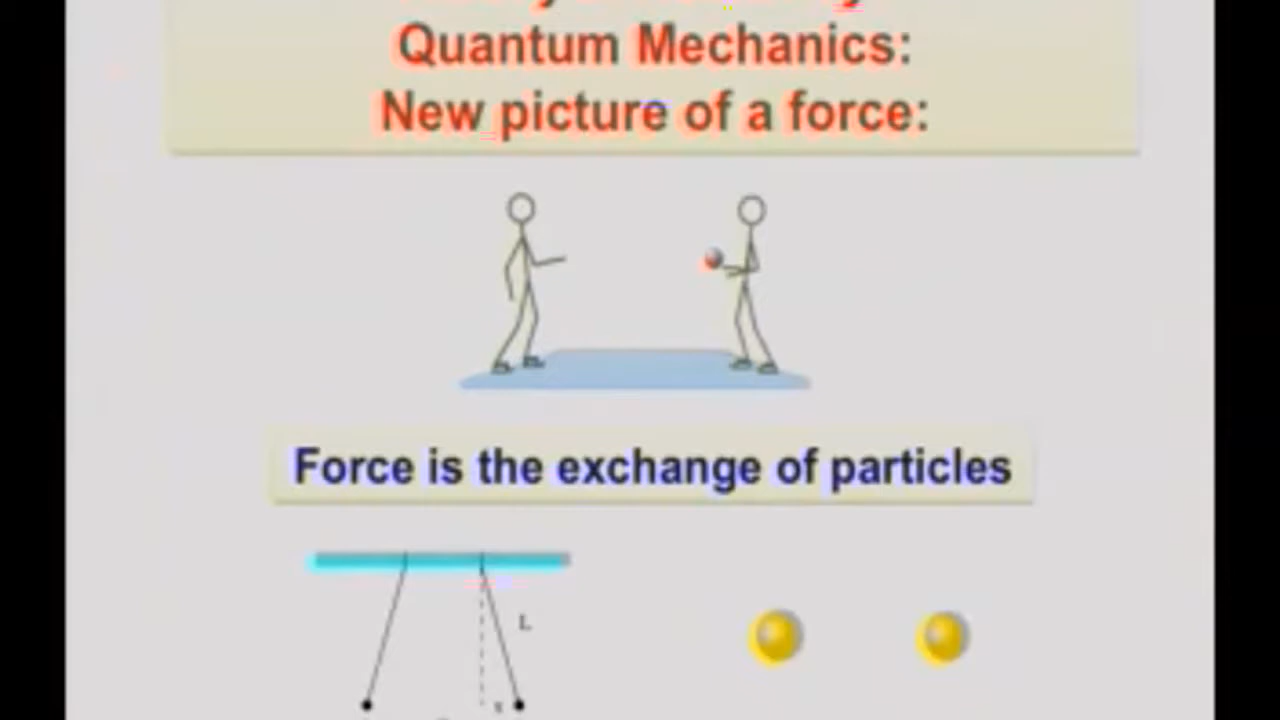 Quantum Mechanics:
New picture of a force:
Force is the exchange of particles
L